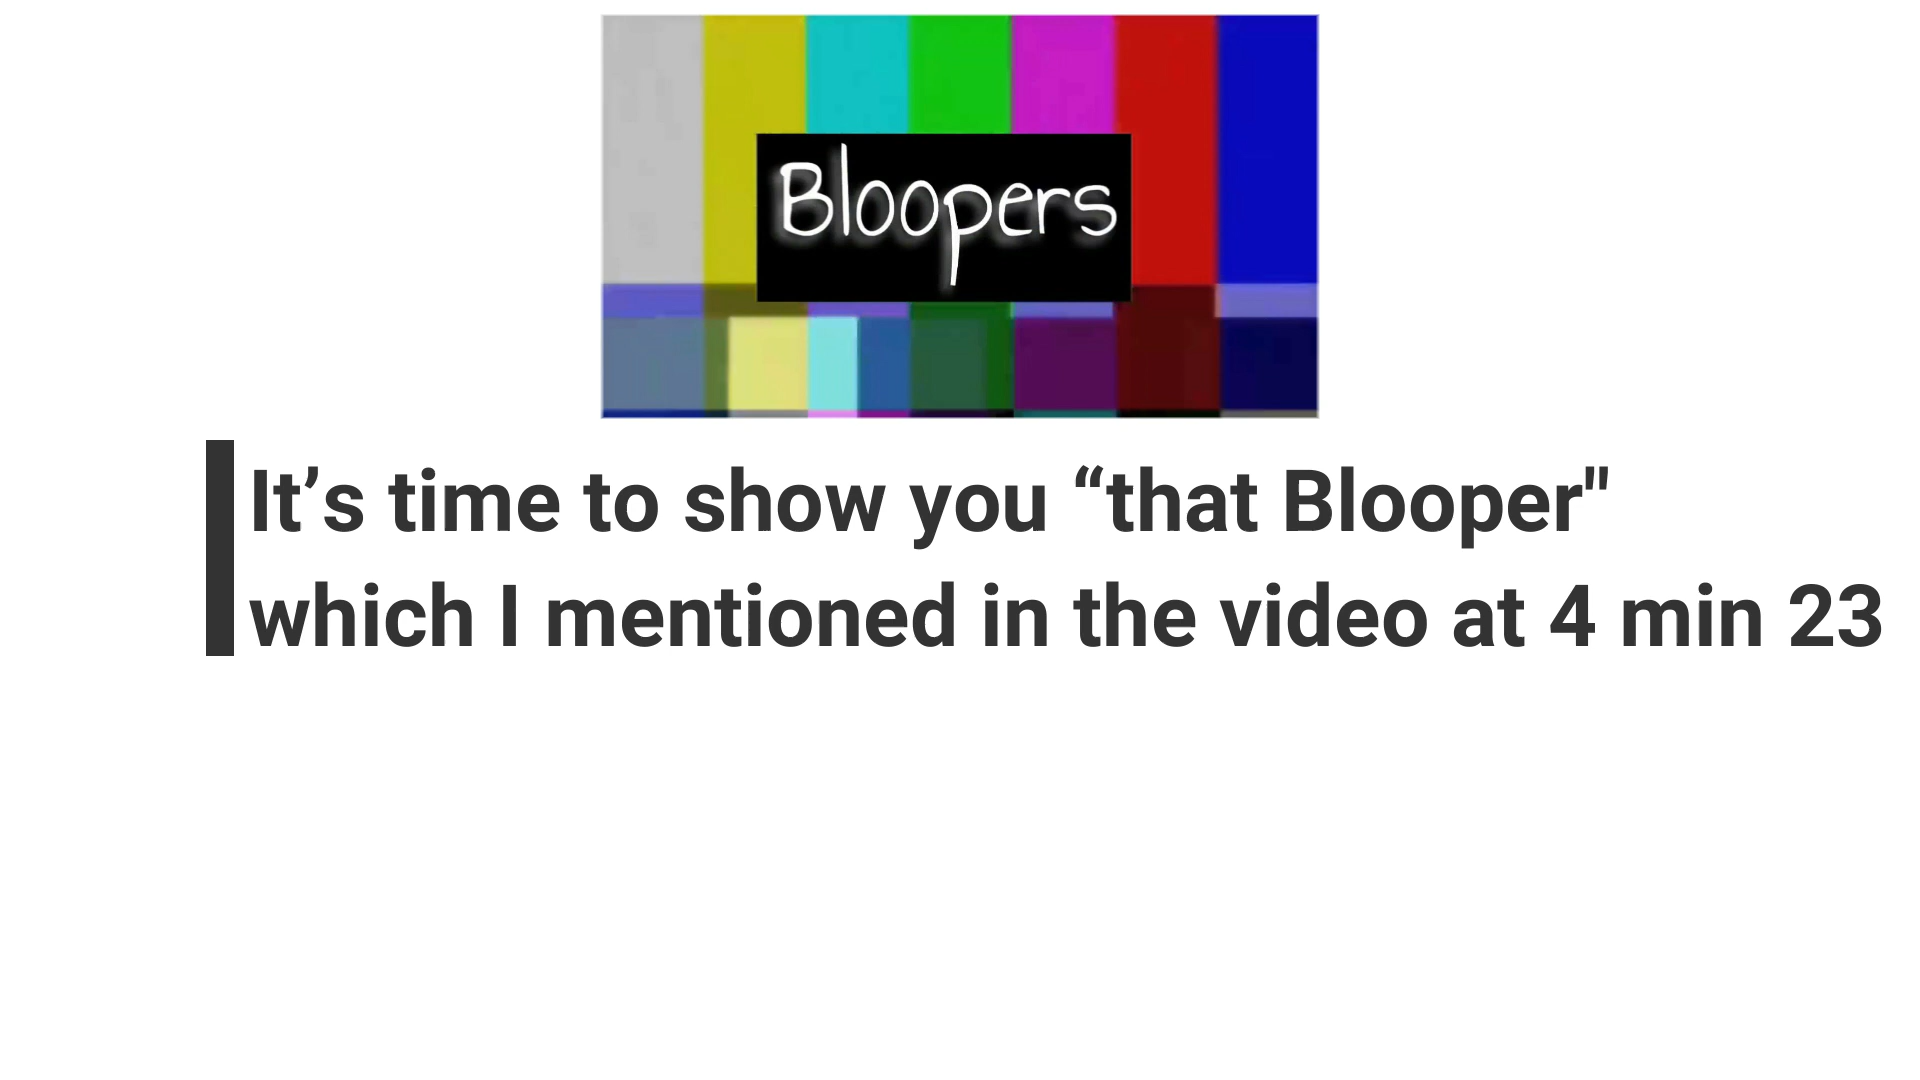 Bloopers
It’s time to show you “that Blooper"
which I mentioned in the video at 4 min 23